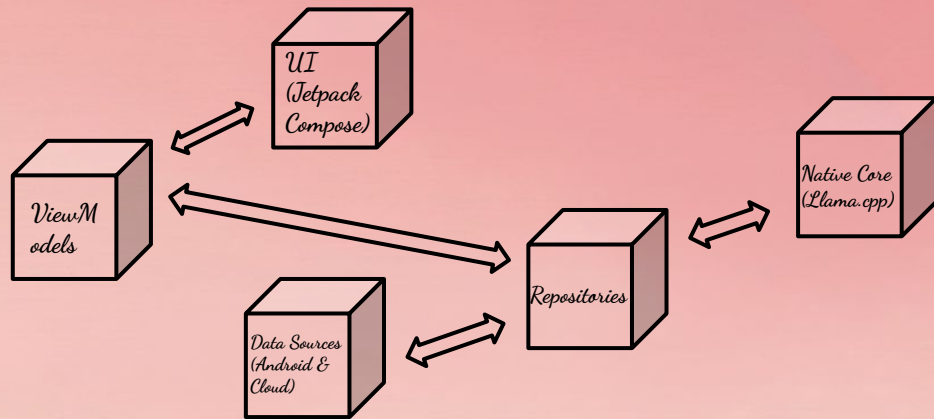 UI
(Jetpack
Compose)
ViewM
odels
Native Core
(Llama.cpp)
Repositories
Data Sources
(Android &
Cloud)